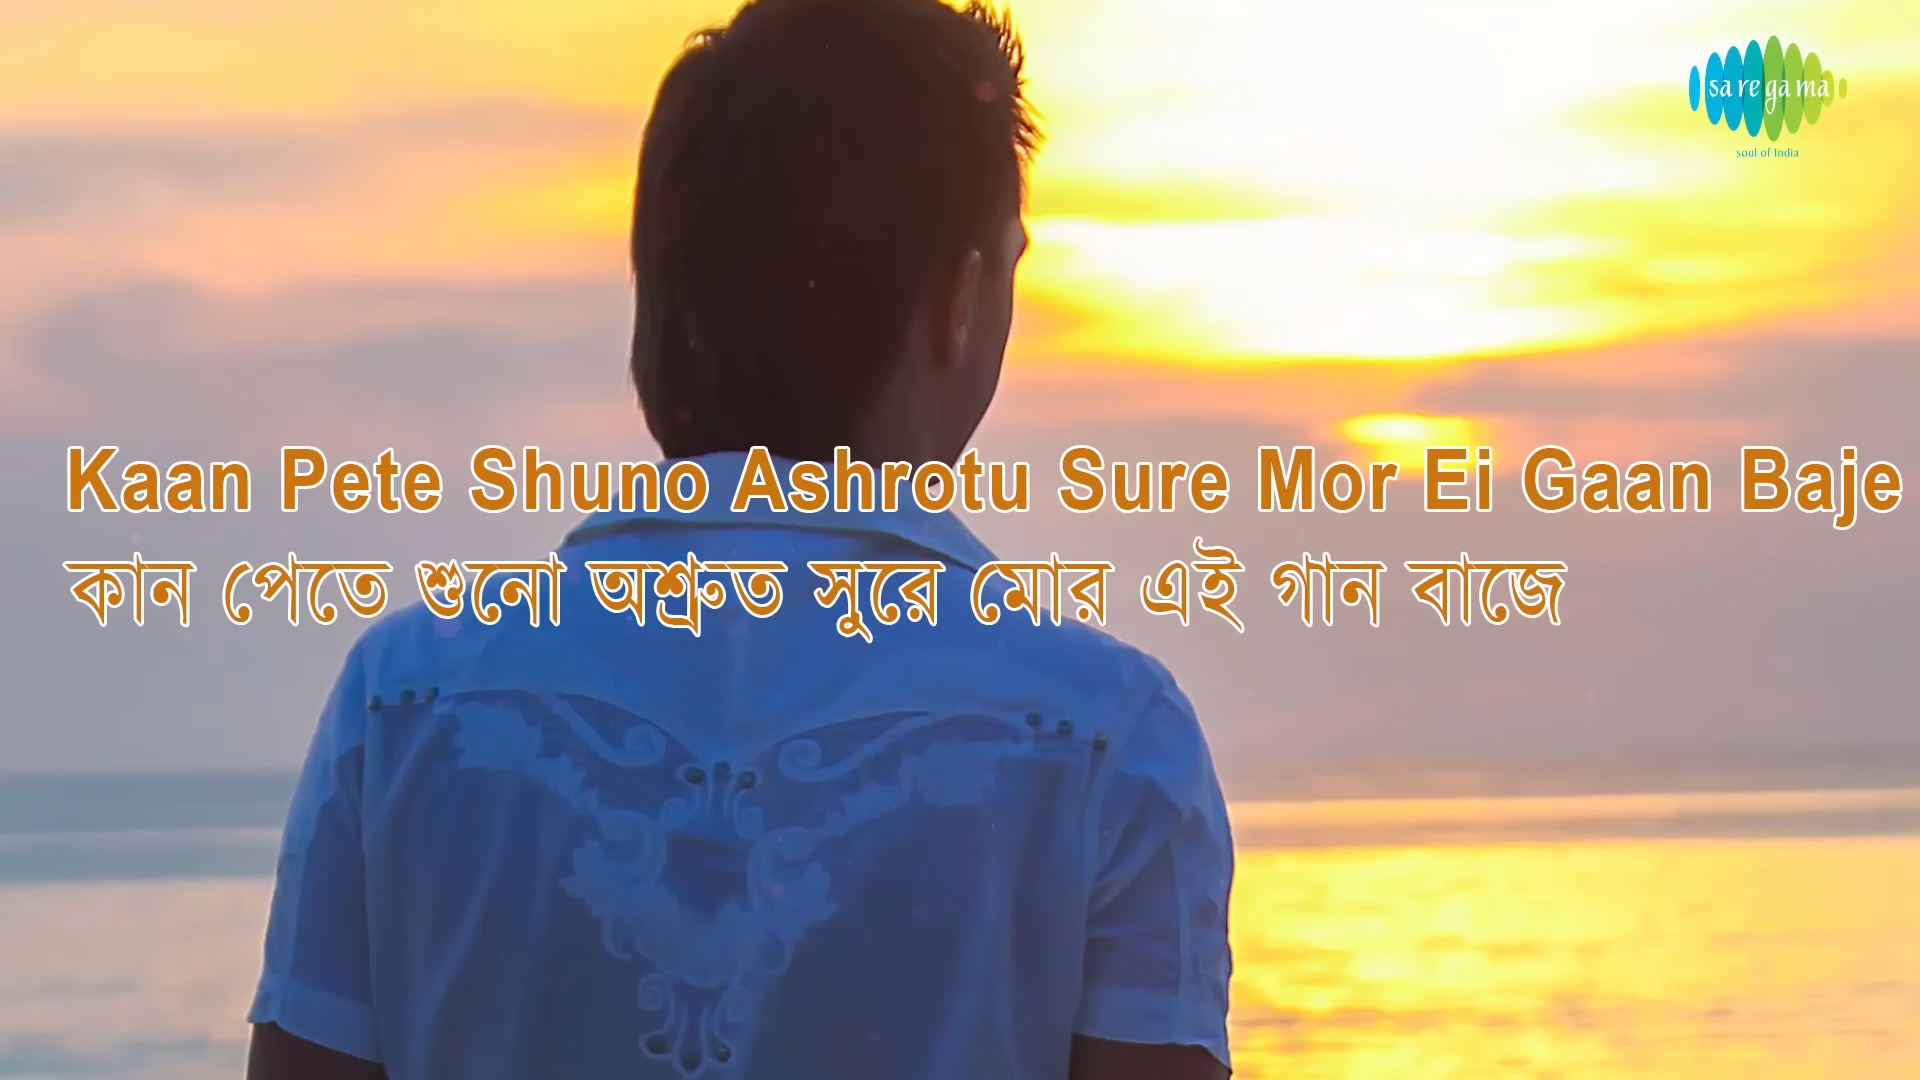 sa re ga ma
soul of India
Kaan Pete Shuno Ashrotu Sure Mor Ei Gaan Baje
কান পেতে শুনো অশ্রুত সুরে মোর এই গান বাজে